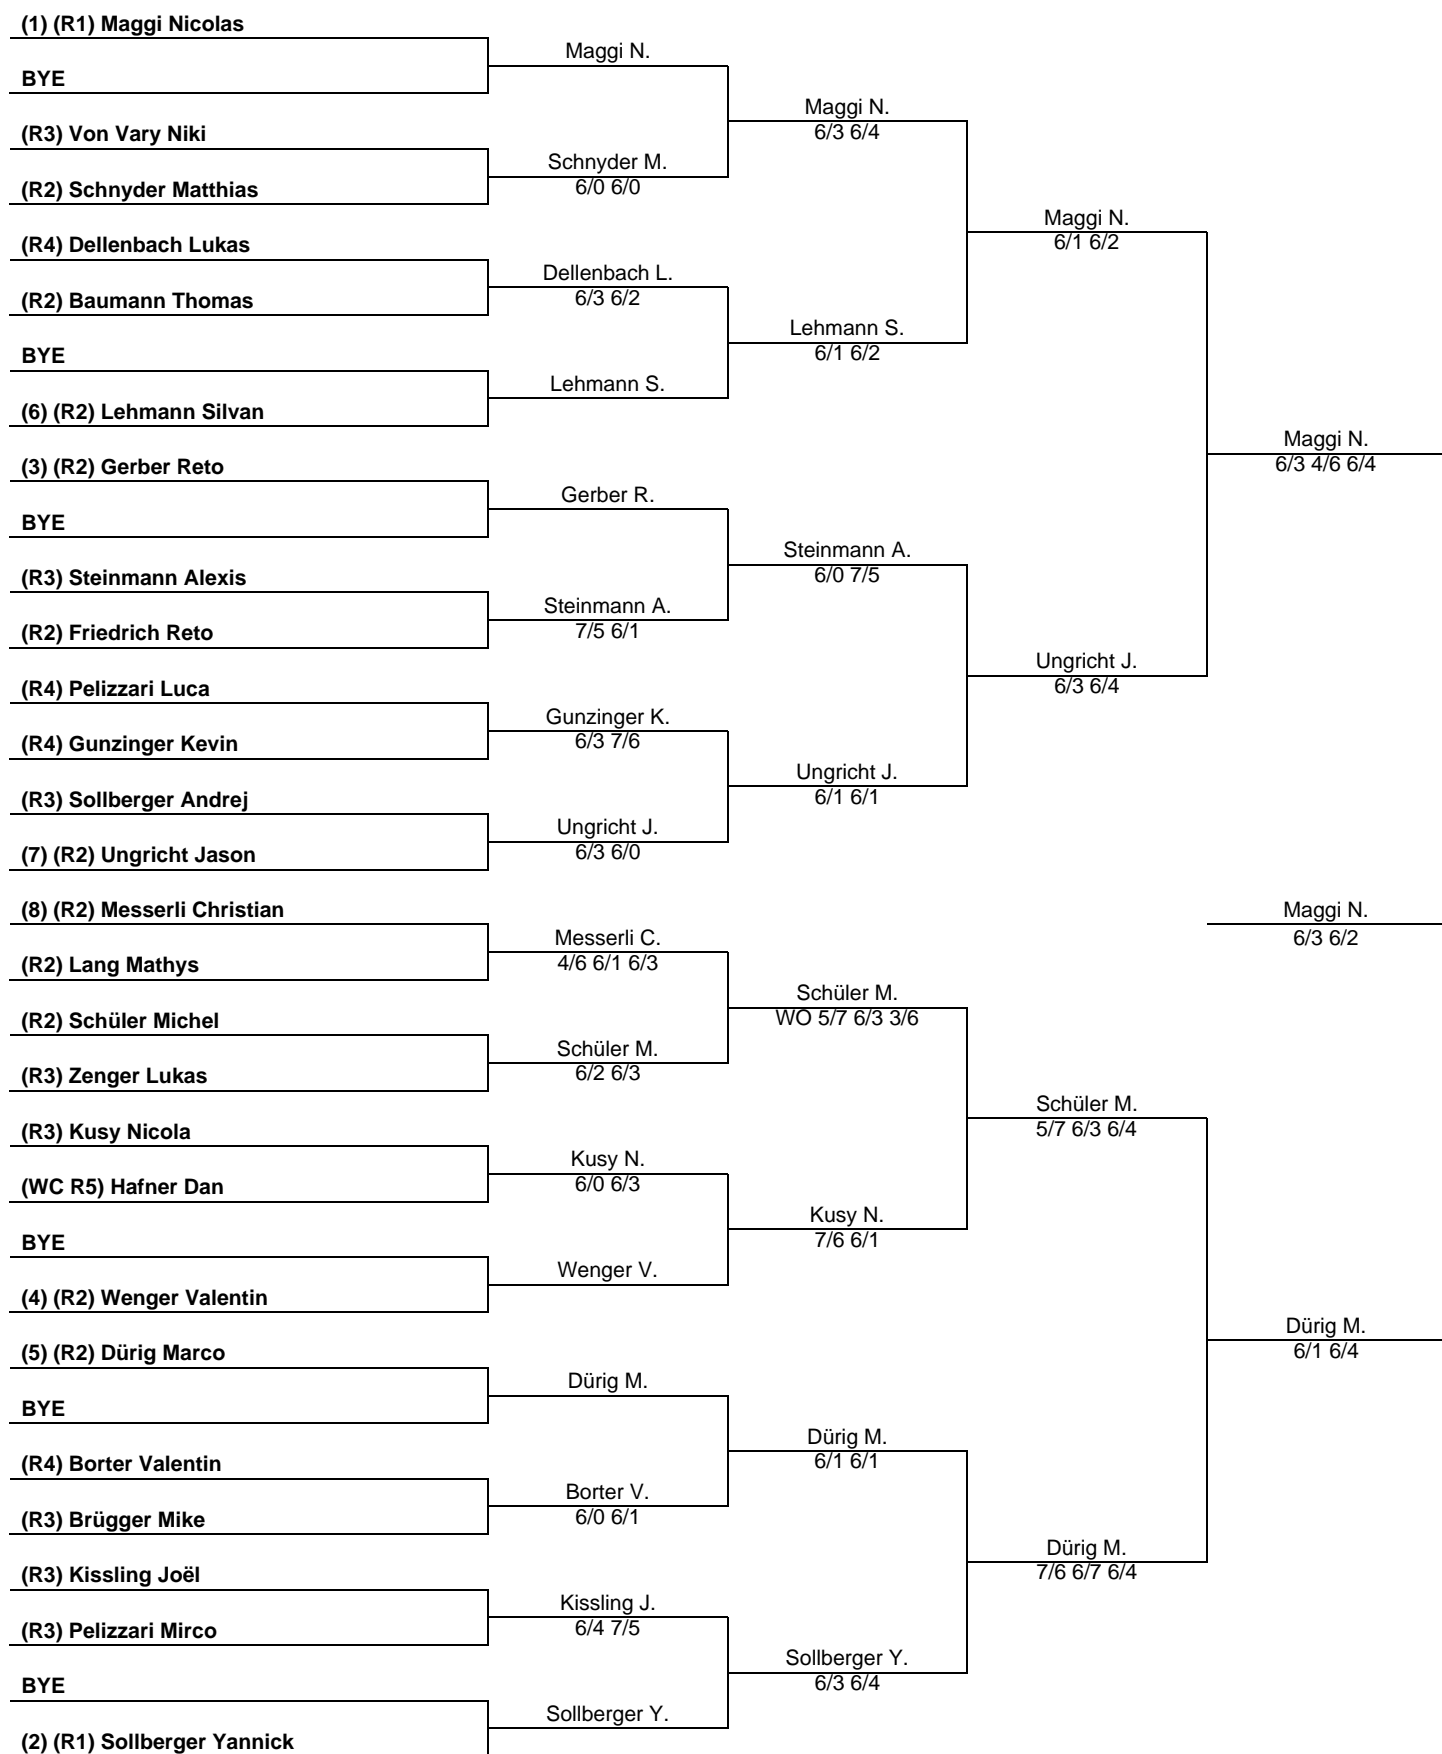 (1) (R1) Maggi Nicolas
Maggi N.
BYE
Maggi N.
6/3 6/4
(R3) Von Vary Niki
Schnyder M.
6/0 6/0
(R2) Schnyder Matthias
Maggi N.
6/1 6/2
(R4) Dellenbach Lukas
Dellenbach L.
6/3 6/2
(R2) Baumann Thomas
Lehmann S.
6/1 6/2
BYE
Lehmann S.
(6) (R2) Lehmann Silvan
Maggi N.
6/3 4/6 6/4
(3) (R2) Gerber Reto
Gerber R.
BYE
Steinmann A.
6/0 7/5
(R3) Steinmann Alexis
Steinmann A.
7/5 6/1
(R2) Friedrich Reto
Ungricht J.
6/3 6/4
(R4) Pelizzari Luca
Gunzinger K.
6/3 7/6
(R4) Gunzinger Kevin
Ungricht J.
6/1 6/1
(R3) Sollberger Andrej
Ungricht J.
6/3 6/0
(7) (R2) Ungricht Jason
(8) (R2) Messerli Christian
Maggi N.
6/3 6/2
Messerli C.
4/6 6/1 6/3
(R2) Lang Mathys
Schüler M.
WO 5/7 6/3 3/6
(R2) Schüler Michel
Schüler M.
6/2 6/3
(R3) Zenger Lukas
Schüler M.
5/7 6/3 6/4
(R3) Kusy Nicola
Kusy N.
6/0 6/3
(WC R5) Hafner Dan
Kusy N.
7/6 6/1
BYE
Wenger V.
(4) (R2) Wenger Valentin
Dürig M.
6/1 6/4
(5) (R2) Dürig Marco
Dürig M.
BYE
Dürig M.
6/1 6/1
(R4) Borter Valentin
Borter V.
6/0 6/1
(R3) Brügger Mike
Dürig M.
7/6 6/7 6/4
(R3) Kissling Joël
Kissling J.
6/4 7/5
(R3) Pelizzari Mirco
Sollberger Y.
6/3 6/4
BYE
Sollberger Y.
(2) (R1) Sollberger Yannick